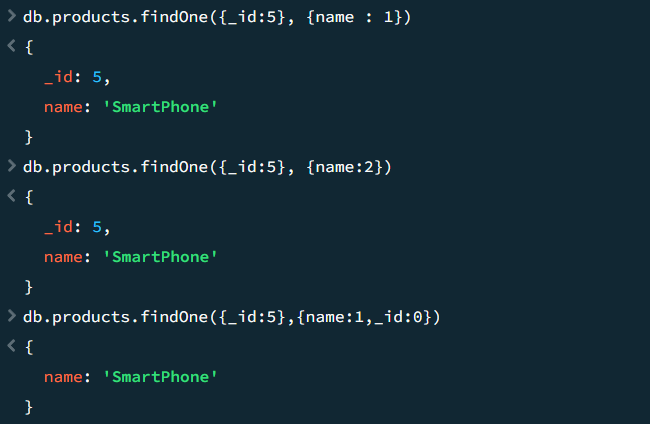 > db.products.findOne({_id:5}, {name : 1})
< {
_id: 5,
name: 'SmartPhone'
}
> db.products.findOne({_id:5}, {name:2})
< {
_id: 5,
name: 'SmartPhone'
}
> db.products.findOne({_id:5},{name:1,_id:0})
< {
name: 'SmartPhone'
}